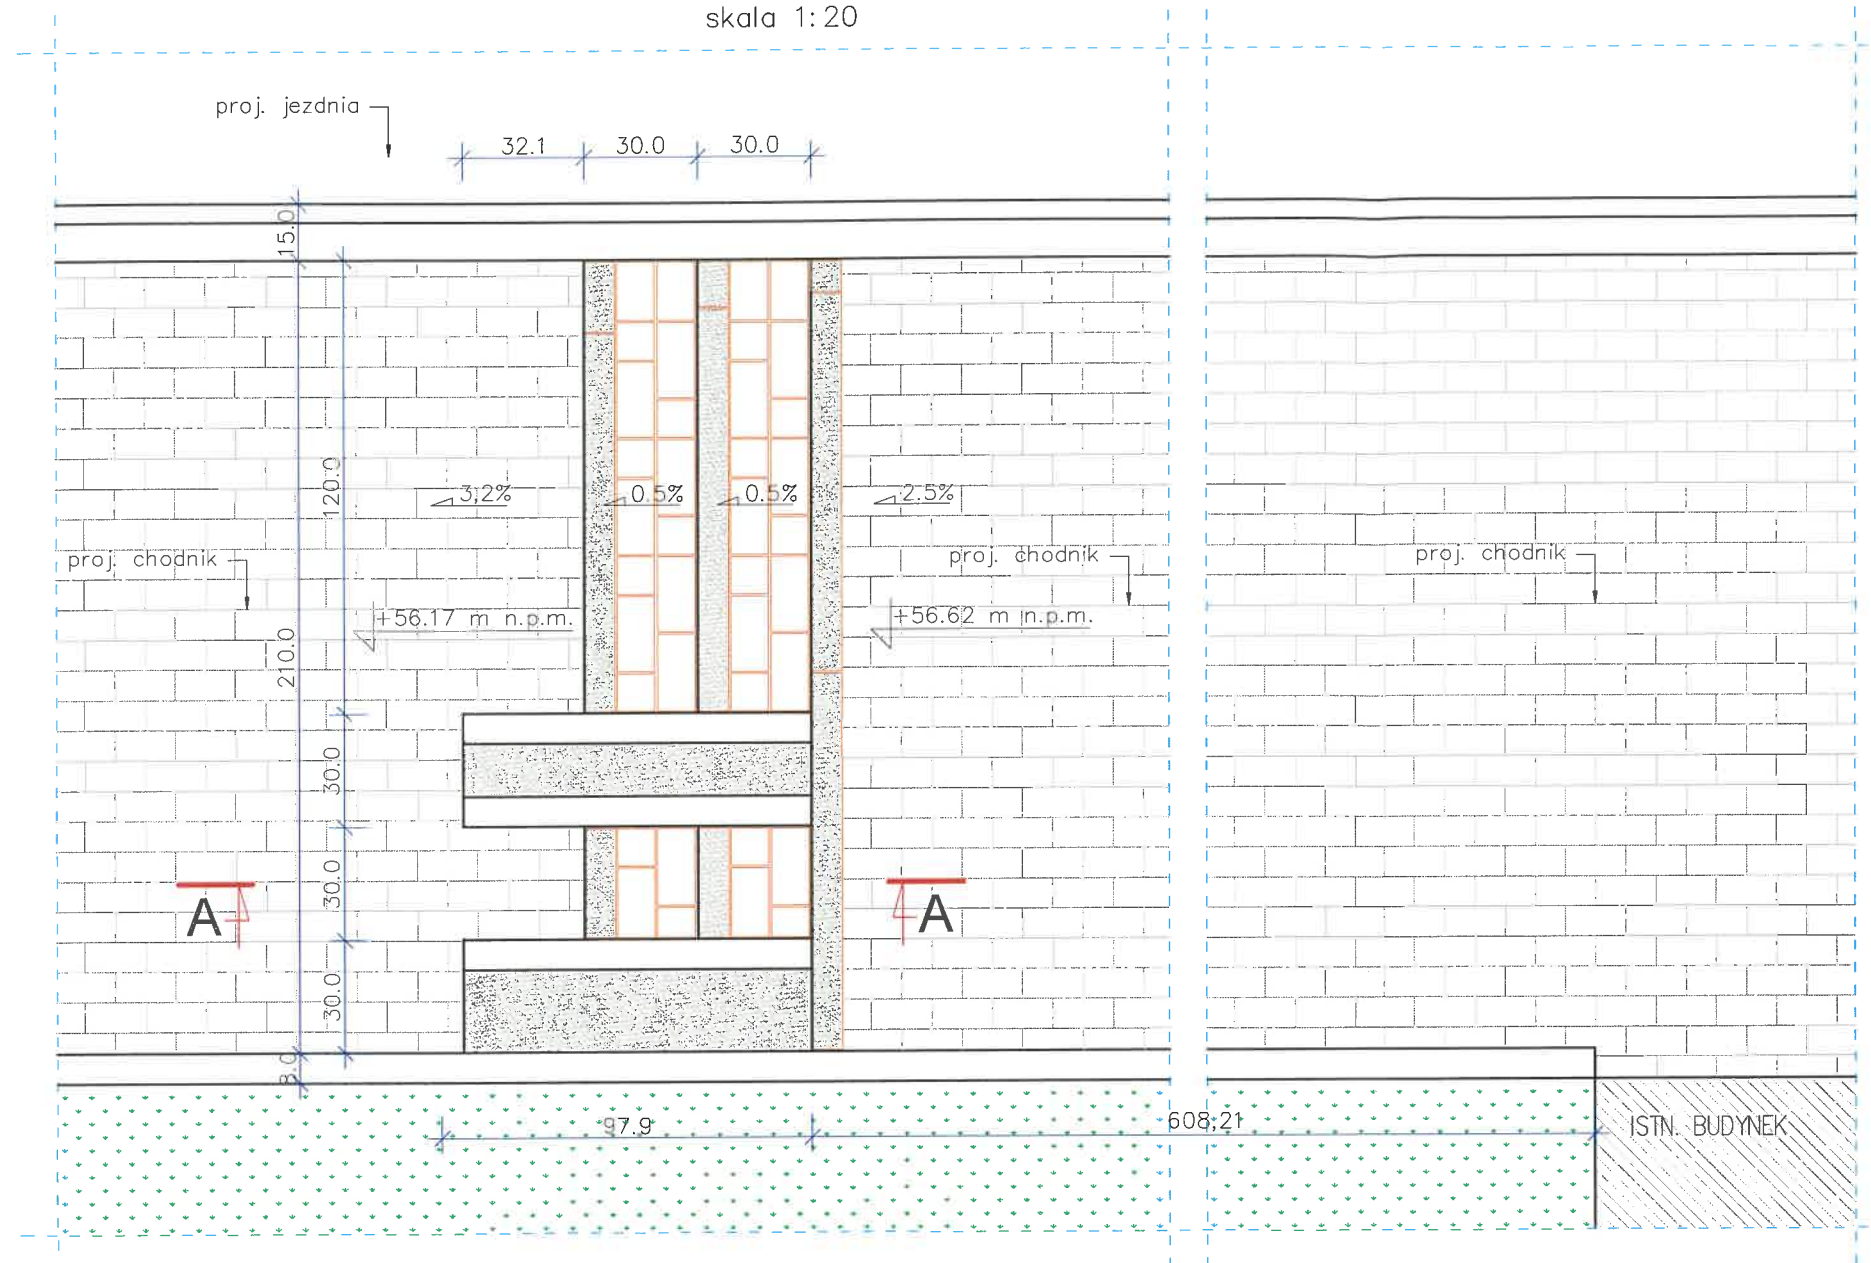 skala 1:20
proj. jezdnia
32.1 30.0 30.0
15.0
120.0
3,2% 0.5% 0.5% 2.5%
proj. chodnik proj. chodnik proj. chodnik
+56.17 m n.p.m. +56.62 m n.p.m.
210.0
30.0
30.0
A A
30.0
8.0
97.9 608,21 ISTN. BUDYNEK